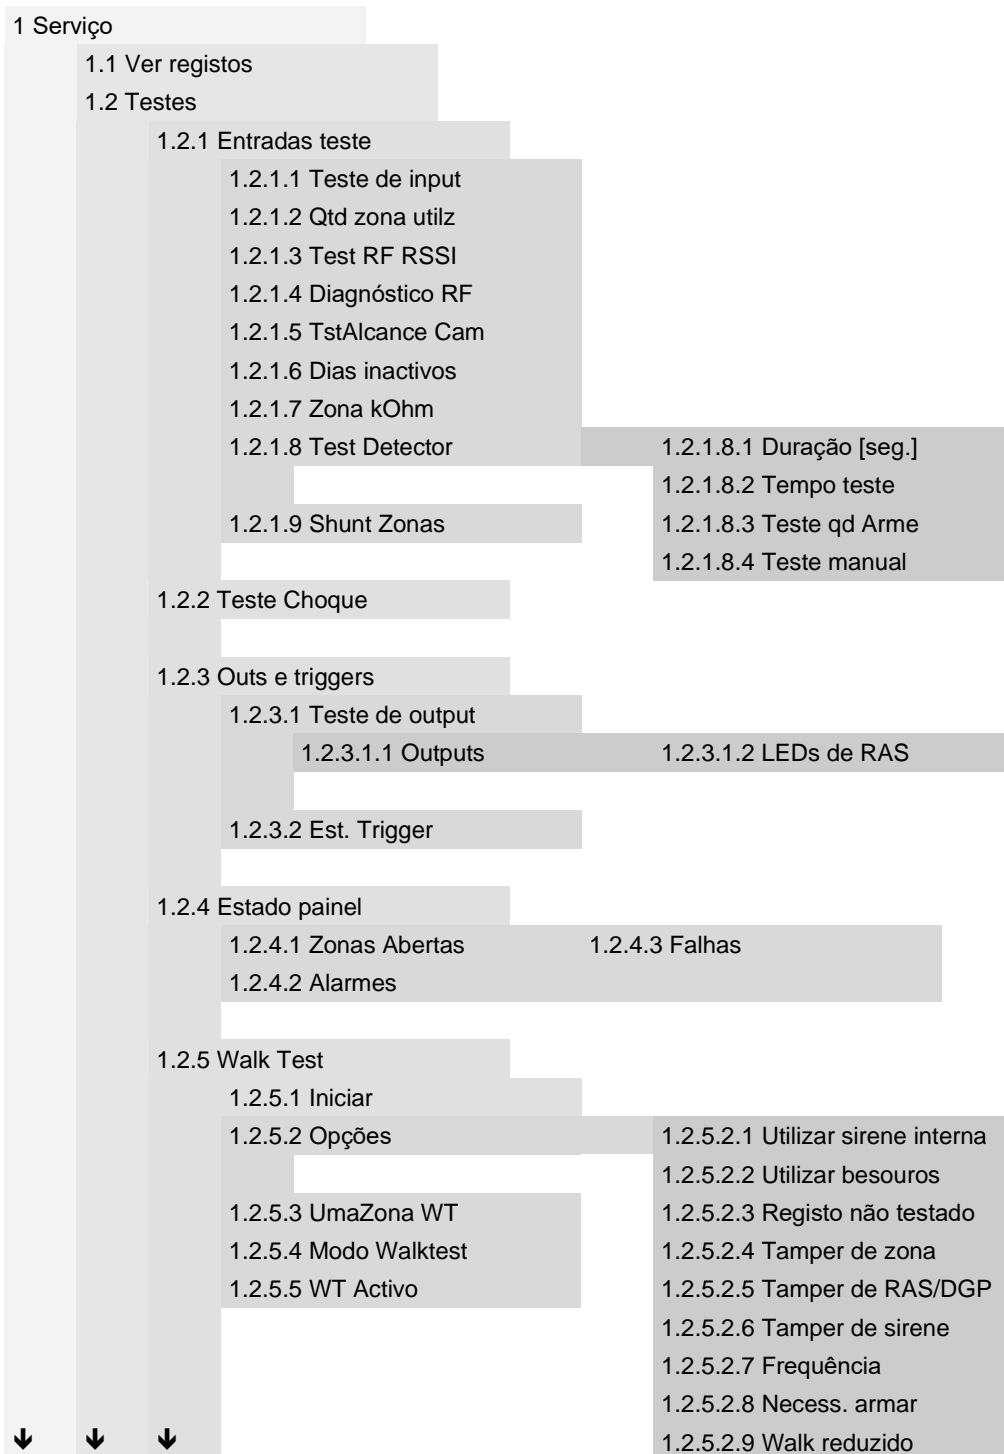 1 Serviço
1.1 Ver registos
1.2 Testes
1.2.1 Entradas teste
1.2.1.1 Teste de input
1.2.1.2 Qtd zona utilz
1.2.1.3 Test RF RSSI
1.2.1.4 Diagnóstico RF
1.2.1.5 TstAlcance Cam
1.2.1.6 Dias inactivos
1.2.1.7 Zona kOhm
1.2.1.8 Test Detector 1.2.1.8.1 Duração [seg.]
1.2.1.8.2 Tempo teste
1.2.1.9 Shunt Zonas 1.2.1.8.3 Teste qd Arme
1.2.1.8.4 Teste manual
1.2.2 Teste Choque
1.2.3 Outs e triggers
1.2.3.1 Teste de output
1.2.3.1.1 Outputs 1.2.3.1.2 LEDs de RAS
1.2.3.2 Est. Trigger
1.2.4 Estado painel
1.2.4.1 Zonas Abertas 1.2.4.3 Falhas
1.2.4.2 Alarmes
1.2.5 Walk Test
1.2.5.1 Iniciar
1.2.5.2 Opções 1.2.5.2.1 Utilizar sirene interna
1.2.5.2.2 Utilizar besouros
1.2.5.3 UmaZona WT 1.2.5.2.3 Registo não testado
1.2.5.4 Modo Walktest 1.2.5.2.4 Tamper de zona
1.2.5.5 WT Activo 1.2.5.2.5 Tamper de RAS/DGP
1.2.5.2.6 Tamper de sirene
1.2.5.2.7 Frequência
1.2.5.2.8 Necess. armar
1.2.5.2.9 Walk reduzido